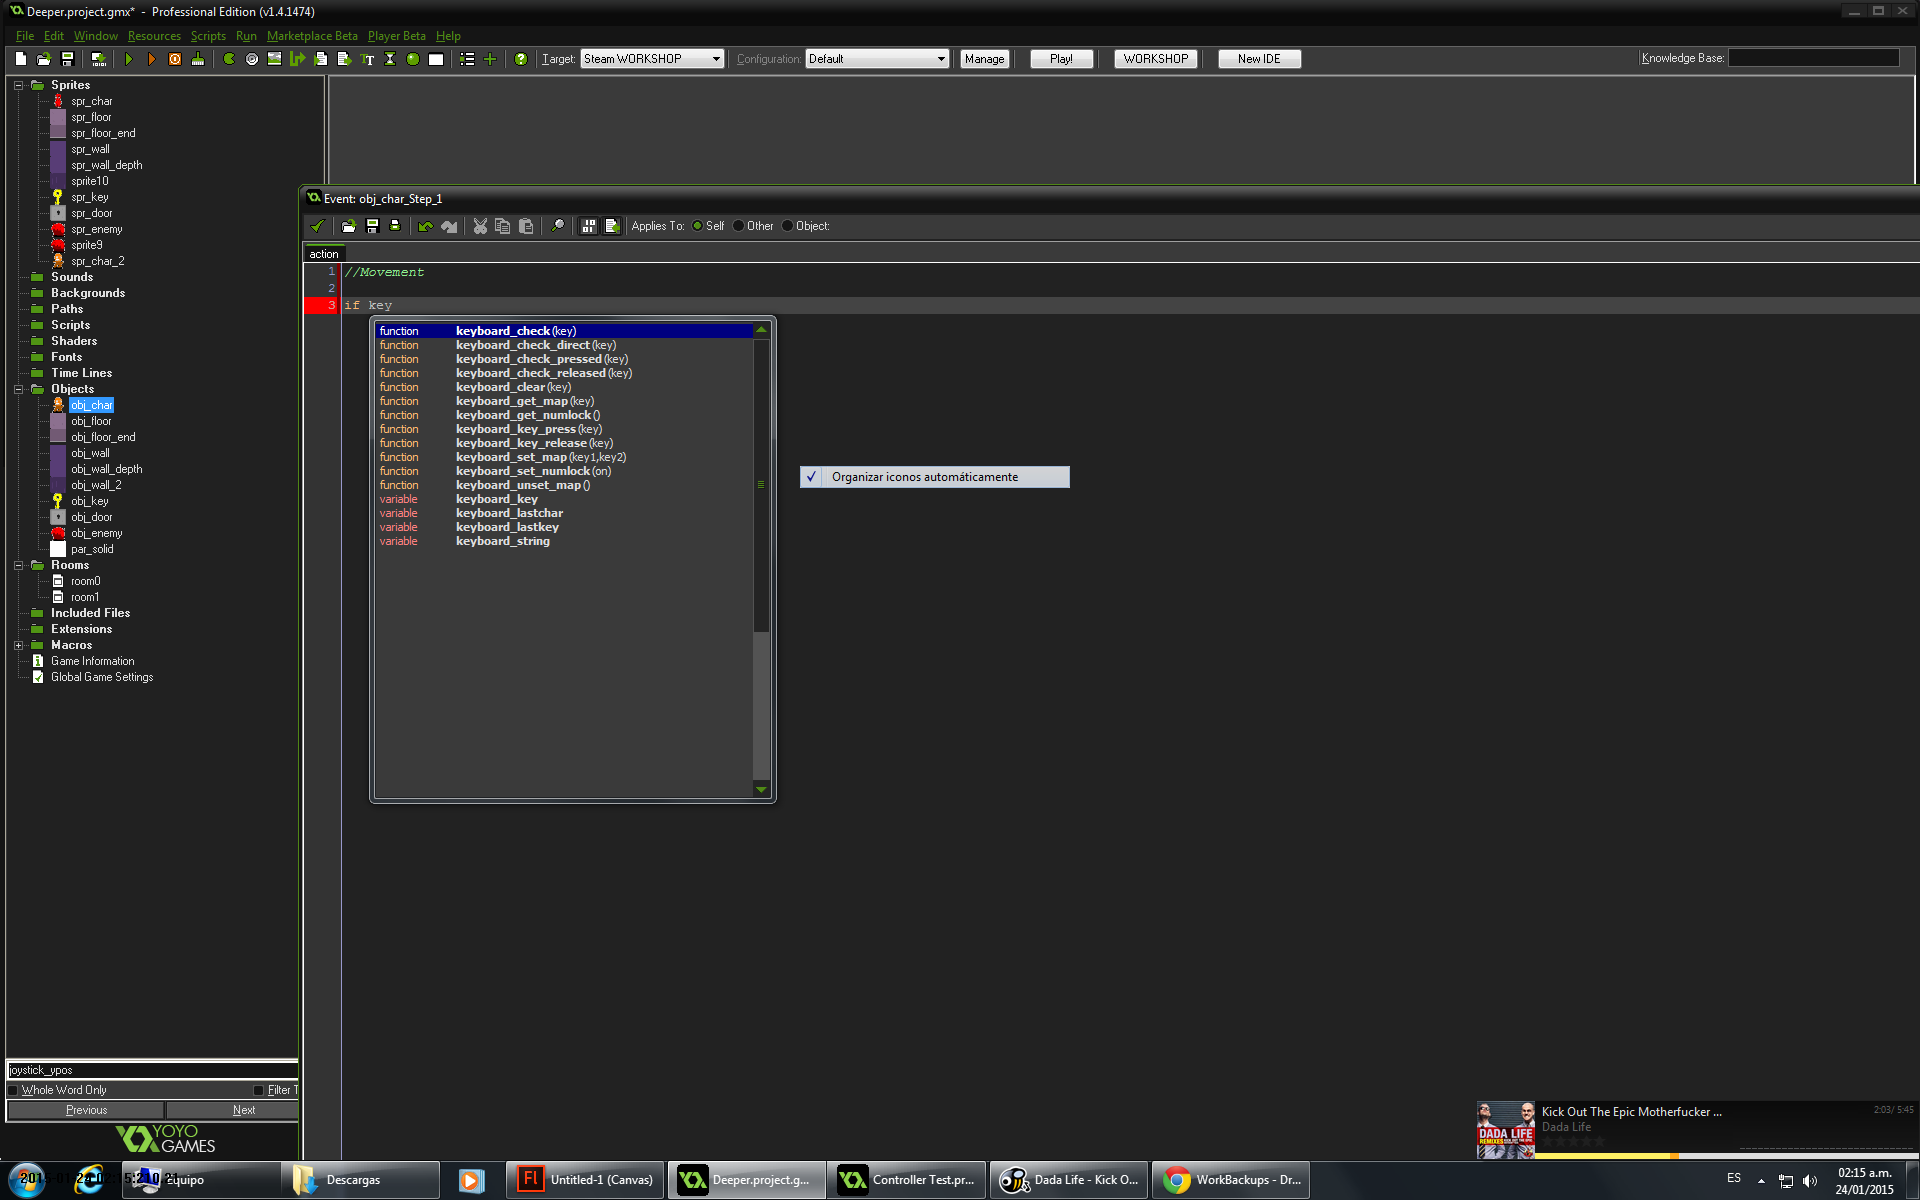 Deeper.project.gmx* - Professional Edition (v1.4.1474)
File Edit Window Resources Scripts Run Marketplace Beta Player Beta Help
Target: Steam WORKSHOP Configuration: Default Manage Play! WORKSHOP New IDE Knowledge Base:
Sprites
spr_char
spr_floor
spr_floor_end
spr_wall
spr_wall_depth
sprite10
spr_key
spr_door
spr_enemy
sprite9
spr_char_2
Sounds
Backgrounds
Paths
Scripts
Shaders
Fonts
Time Lines
Objects
obj_char
obj_floor
obj_floor_end
obj_wall
obj_wall_depth
obj_wall_2
obj_key
obj_door
obj_enemy
par_solid
Rooms
room0
room1
Included Files
Extensions
Macros
Game Information
Global Game Settings
joystick_ypos
Whole Word Only Filter T
Previous Next
YOYO
GAMES
Event: obj_char_Step_1
Applies To: Self Other Object:
action
1 //Movement
2
3 if key
function keyboard_check(key)
function keyboard_check_direct(key)
function keyboard_check_pressed(key)
function keyboard_check_released(key)
function keyboard_clear(key)
function keyboard_get_map(key)
function keyboard_get_numlock()
function keyboard_key_press(key)
function keyboard_key_release(key)
function keyboard_set_map(key1,key2)
function keyboard_set_numlock(on)
function keyboard_unset_map()
variable keyboard_key
variable keyboard_lastchar
variable keyboard_lastkey
variable keyboard_string
✓ Organizar iconos automáticamente
DADA LIFE
Kick Out The Epic Motherfucker ...
2:03/ 5:45
Dada Life
Equipo
Descargas
Fl Untitled-1 (Canvas)
Deeper.project.g...
Controller Test.pr...
Dada Life - Kick O...
WorkBackups - Dr...
ES
02:15 a.m.
24/01/2015